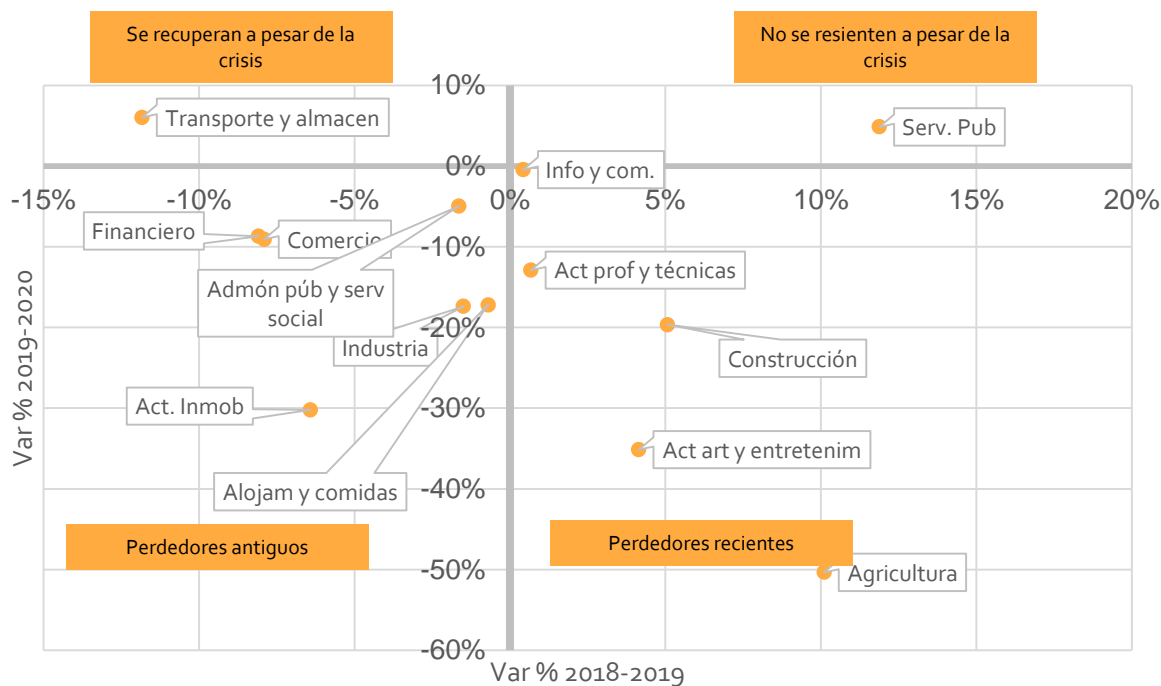 Se recuperan a pesar de la
crisis
No se resienten a pesar de la
crisis
10%
Transporte y almacen
Serv. Pub
0%
Info y com.
-15%
-10%
-5%
0%
5%
10%
15%
20%
Financiero
Comercio
-10%
Act prof y técnicas
Admón púb y serv
social
-20%
Industria
Construcción
-30%
Act. Inmob
Act art y entretenim
-40%
Alojam y comidas
Perdedores antiguos
Perdedores recientes
-50%
Agricultura
-60%
Var % 2019-2020
Var % 2018-2019